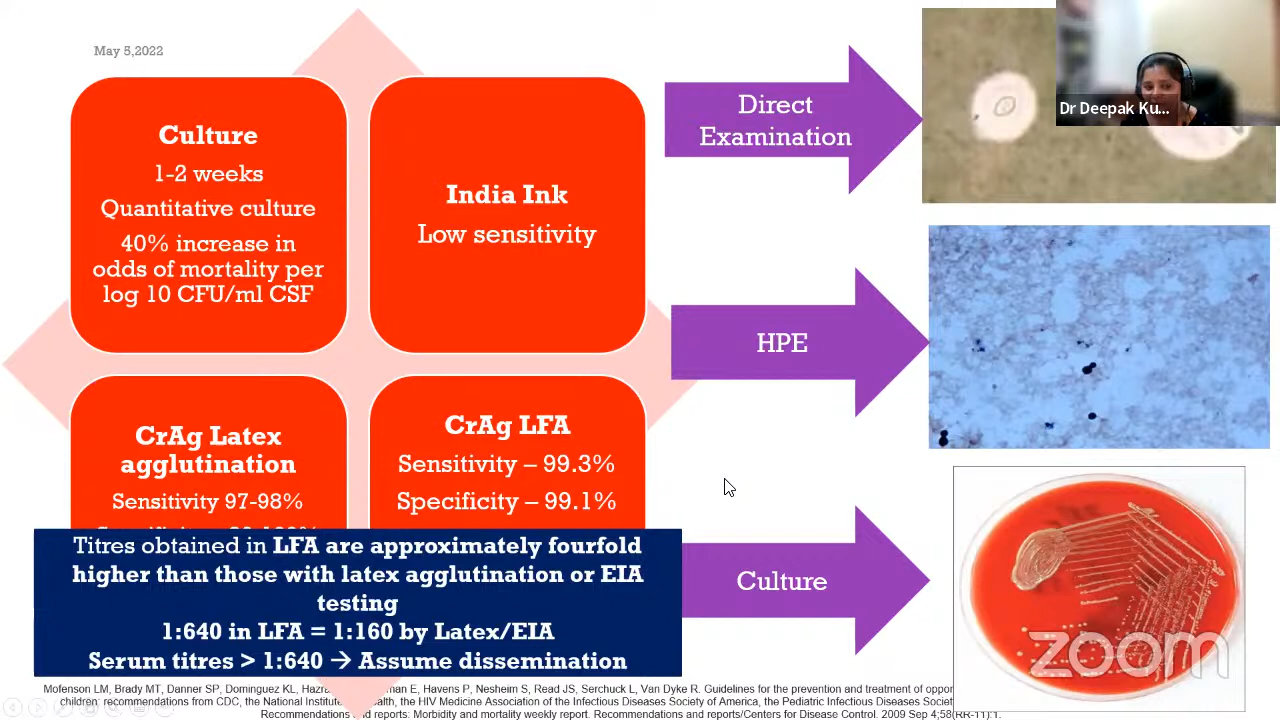 May 5,2022
Culture
1-2 weeks
Quantitative culture
40% increase in
odds of mortality per
log 10 CFU/ml CSF
India Ink
Low sensitivity
CrAg Latex
agglutination
Sensitivity 97-98%
CrAg LFA
Sensitivity – 99.3%
Specificity – 99.1%
Titres obtained in LFA are approximately fourfold
higher than those with latex agglutination or EIA
testing
1:640 in LFA = 1:160 by Latex/EIA
Serum titres > 1:640 → Assume dissemination
Direct
Examination
HPE
Culture
Dr Deepak Ku...
zoom
Mofenson LM, Brady MT, Danner SP, Dominguez KL, Hazra man E, Havens P, Nesheim S, Read JS, Serchuck L, Van Dyke R. Guidelines for the prevention and treatment of oppor
children: recommendations from CDC, the National Institut alth, the HIV Medicine Association of the Infectious Diseases Society of America, the Pediatric Infectious Disea
Recommendations and reports: Morbidity and mortality weekly report. Recommendations and reports/Centers for Disease Control. 2009 Sep 4;58(RR-11):1.